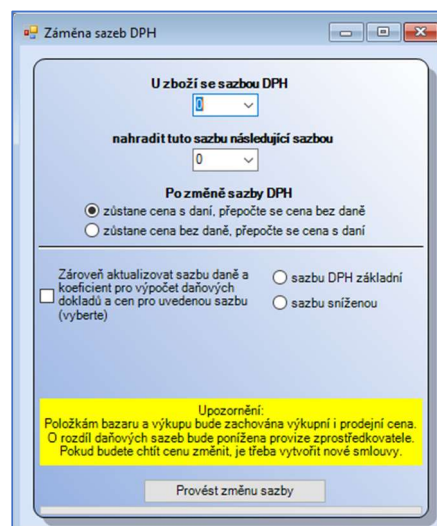 Záměna sazeb DPH
U zboží se sazbou DPH
0
nahradit tuto sazbu následující sazbou
0
Po změně sazby DPH
zůstane cena s daní, přepočte se cena bez daně
zůstane cena bez daně, přepočte se cena s daní
Zároveň aktualizovat sazbu daně a
koeficient pro výpočet daňových
dokladů a cen pro uvedenou sazbu
(vyberte)
sazbu DPH základní
sazbu sníženou
Upozornění:
Položkám bazaru a výkupu bude zachována výkupní i prodejní cena.
O rozdíl daňových sazeb bude ponížena provize zprostředkovatele.
Pokud budete chtít cenu změnit, je třeba vytvořit nové smlouvy.
Provést změnu sazby